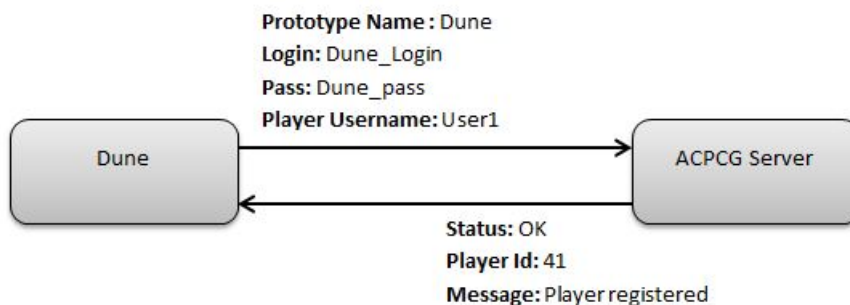 Prototype Name : Dune
Login: Dune_Login
Pass: Dune_pass
Player Username: User1
Dune
ACPCG Server
Status: OK
Player Id: 41
Message: Player registered